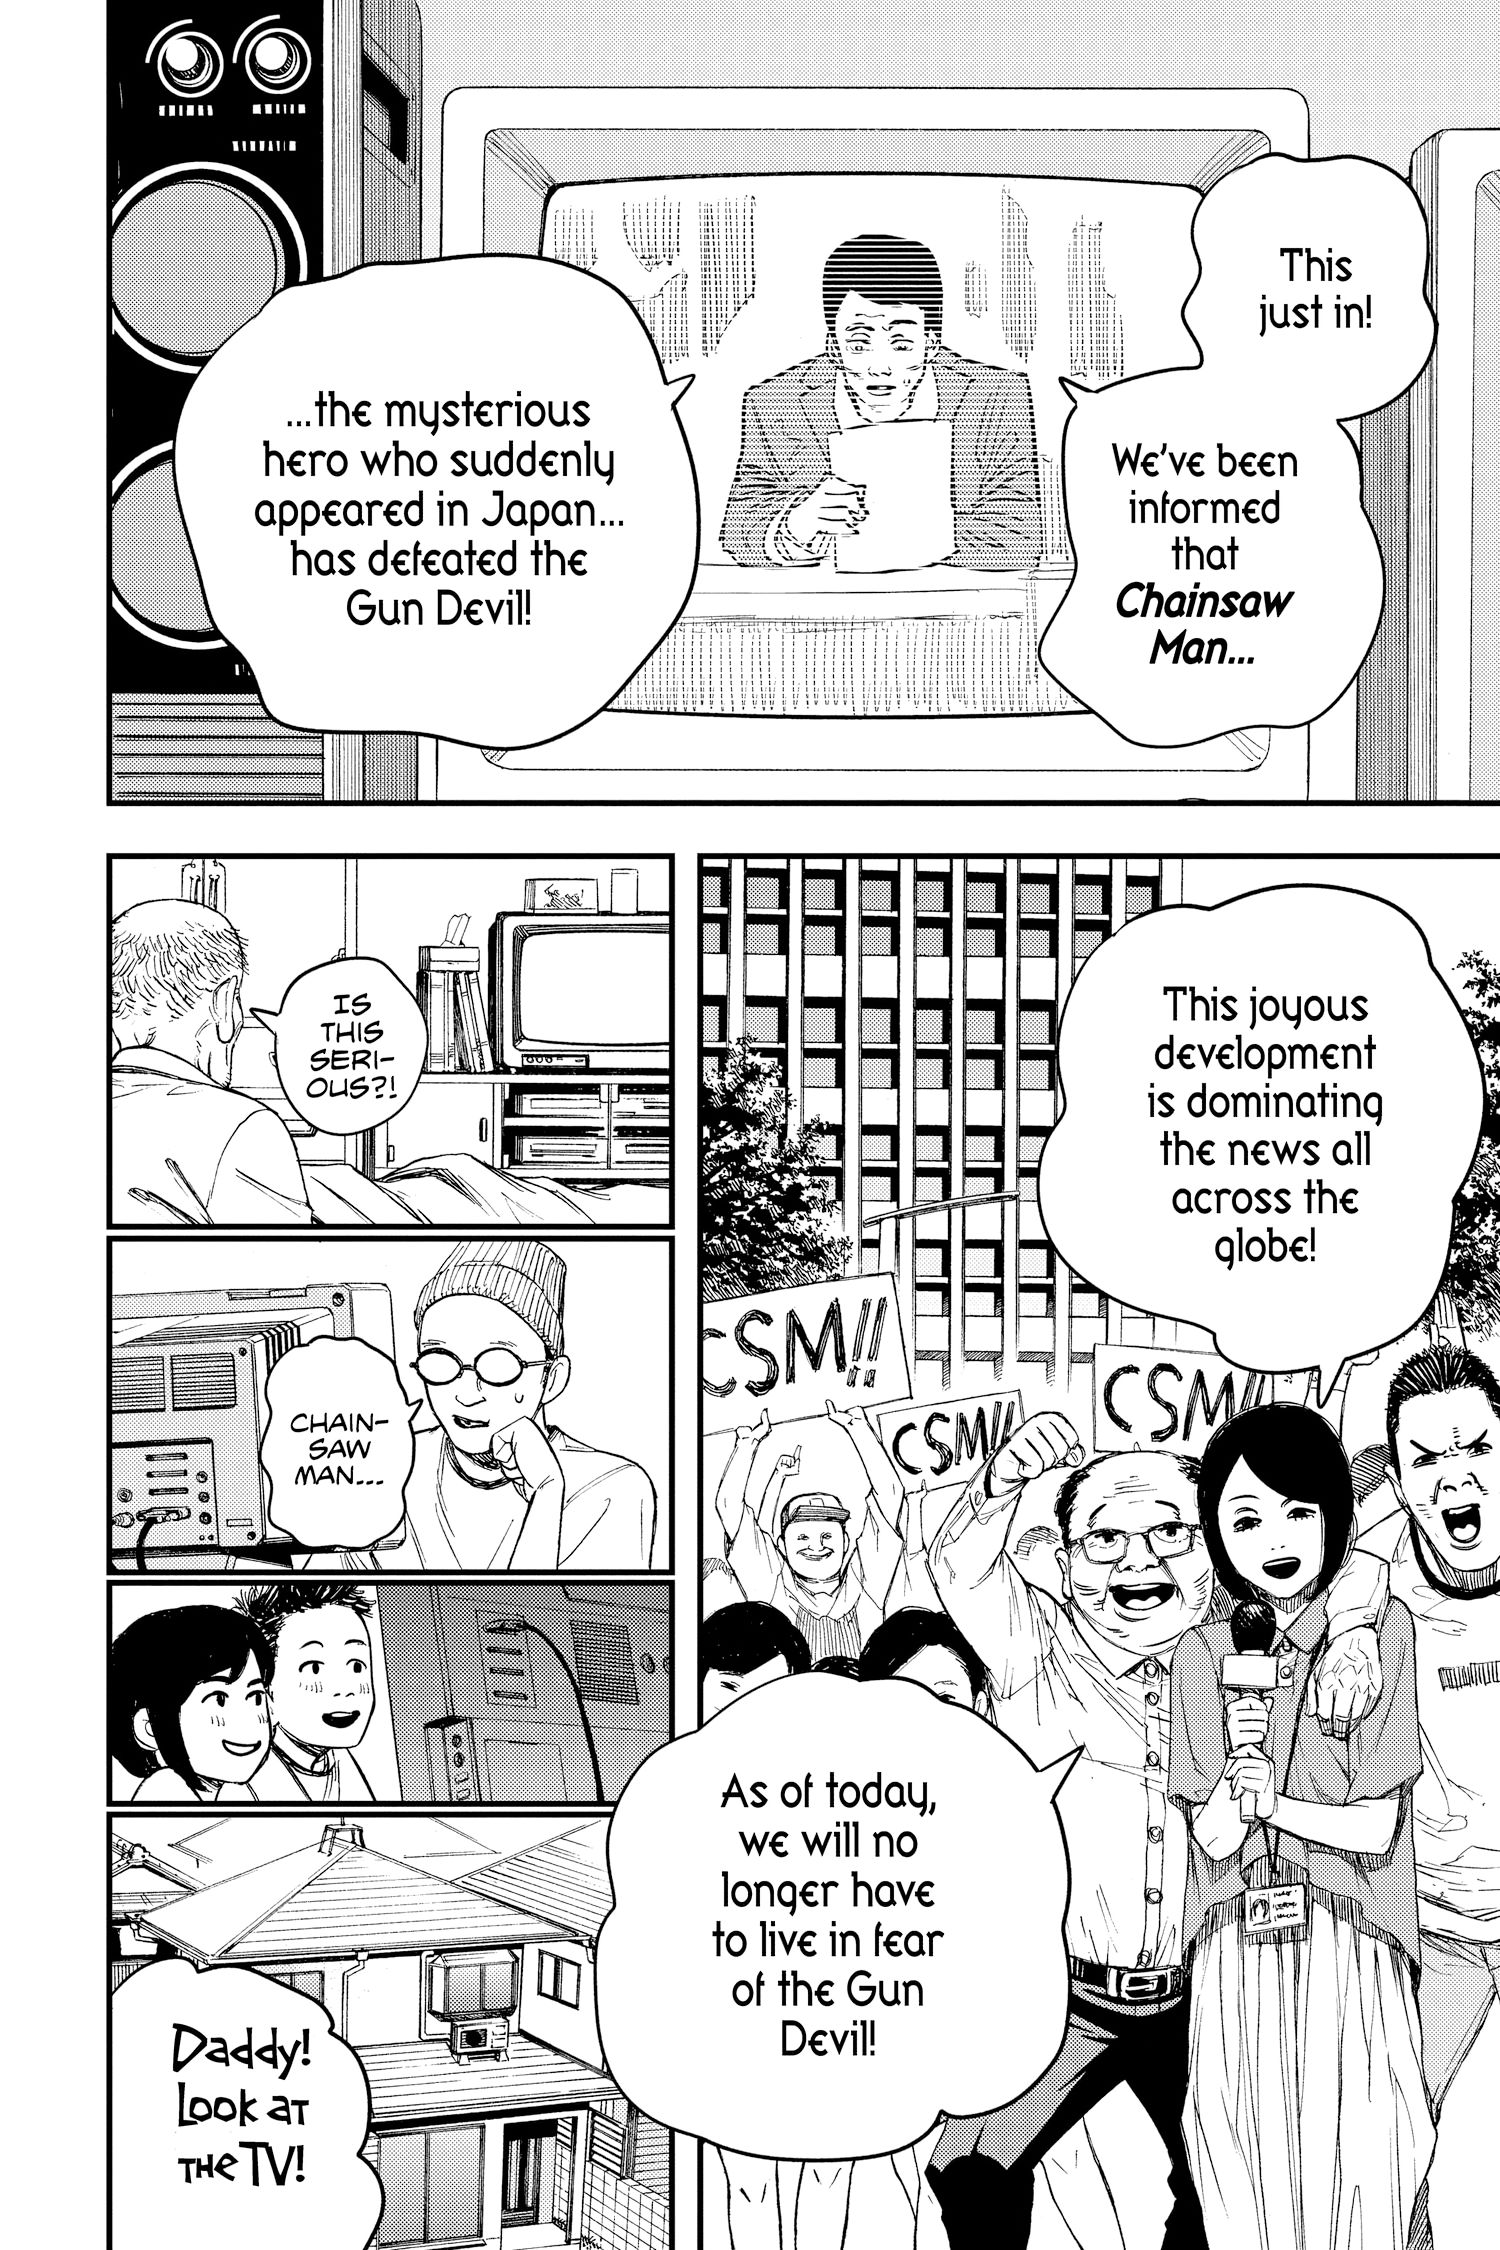 This
just in!
We've been
informed
that
Chainsaw
Man...
...the mysterious
hero who suddenly
appeared in Japan...
has defeated the
Gun Devil!
This joyous
development
is dominating
the news all
across the
globe!
CSM!!
CSM!!
CSM!!
As of today,
we will no
longer have
to live in fear
of the Gun
Devil!
IS
THIS
SERI-
OUS?!
CHAIN-
SAW
MAN...
Daddy!
Look at
the TV!